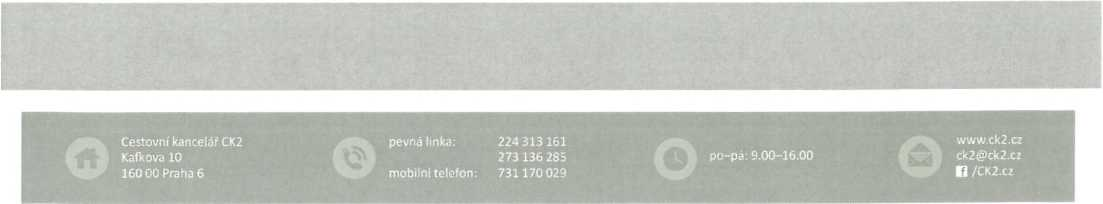 Cestovní kancelář CK2
Kafkova 10
160 00 Praha 6
pevná linka: 224 313 161
273 136 285
mobilní telefon: 731 170 029
po–pá: 9.00–16.00
www.ck2.cz
ck2@ck2.cz
/CK2.cz